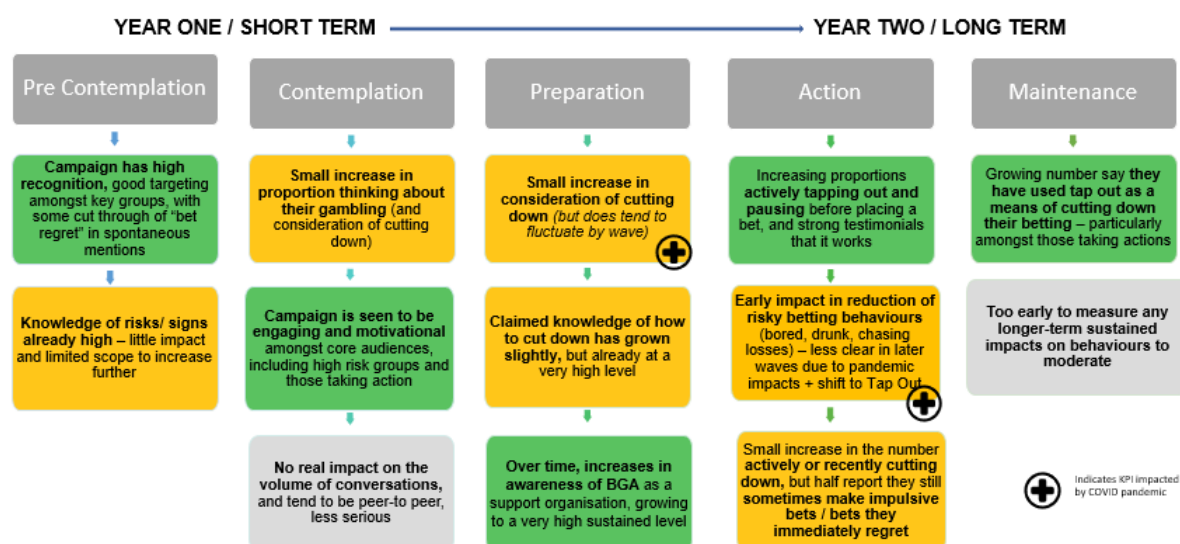 YEAR ONE / SHORT TERM
YEAR TWO / LONG TERM
Pre Contemplation
Campaign has high
recognition, good targeting
amongst key groups, with
some cut through of "bet
regret" in spontaneous
mentions
Knowledge of risks/ signs
already high – little impact
and limited scope to increase
further
Contemplation
Small increase in
proportion thinking about
their gambling (and
consideration of cutting
down)
Campaign is seen to be
engaging and motivational
amongst core audiences,
including high risk groups and
those taking action
No real impact on the
volume of conversations,
and tend to be peer-to peer,
less serious
Preparation
Small increase in
consideration of cutting
down (but does tend to
fluctuate by wave)
Claimed knowledge of how
to cut down has grown
slightly, but already at a
very high level
Over time, increases in
awareness of BGA as a
support organisation, growing
to a very high sustained level
Action
Increasing proportions
actively tapping out and
pausing before placing a
bet, and strong testimonials
that it works
Early impact in reduction of
risky betting behaviours
(bored, drunk, chasing
losses) – less clear in later
waves due to pandemic
impacts + shift to Tap Out
Small increase in the number
actively or recently cutting
down, but half report they still
sometimes make impulsive
bets / bets they
immediately regret
Maintenance
Growing number say they
have used tap out as a
means of cutting down
their betting – particularly
amongst those taking actions
Too early to measure any
longer-term sustained
impacts on behaviours to
moderate
Indicates KPI impacted
by COVID pandemic